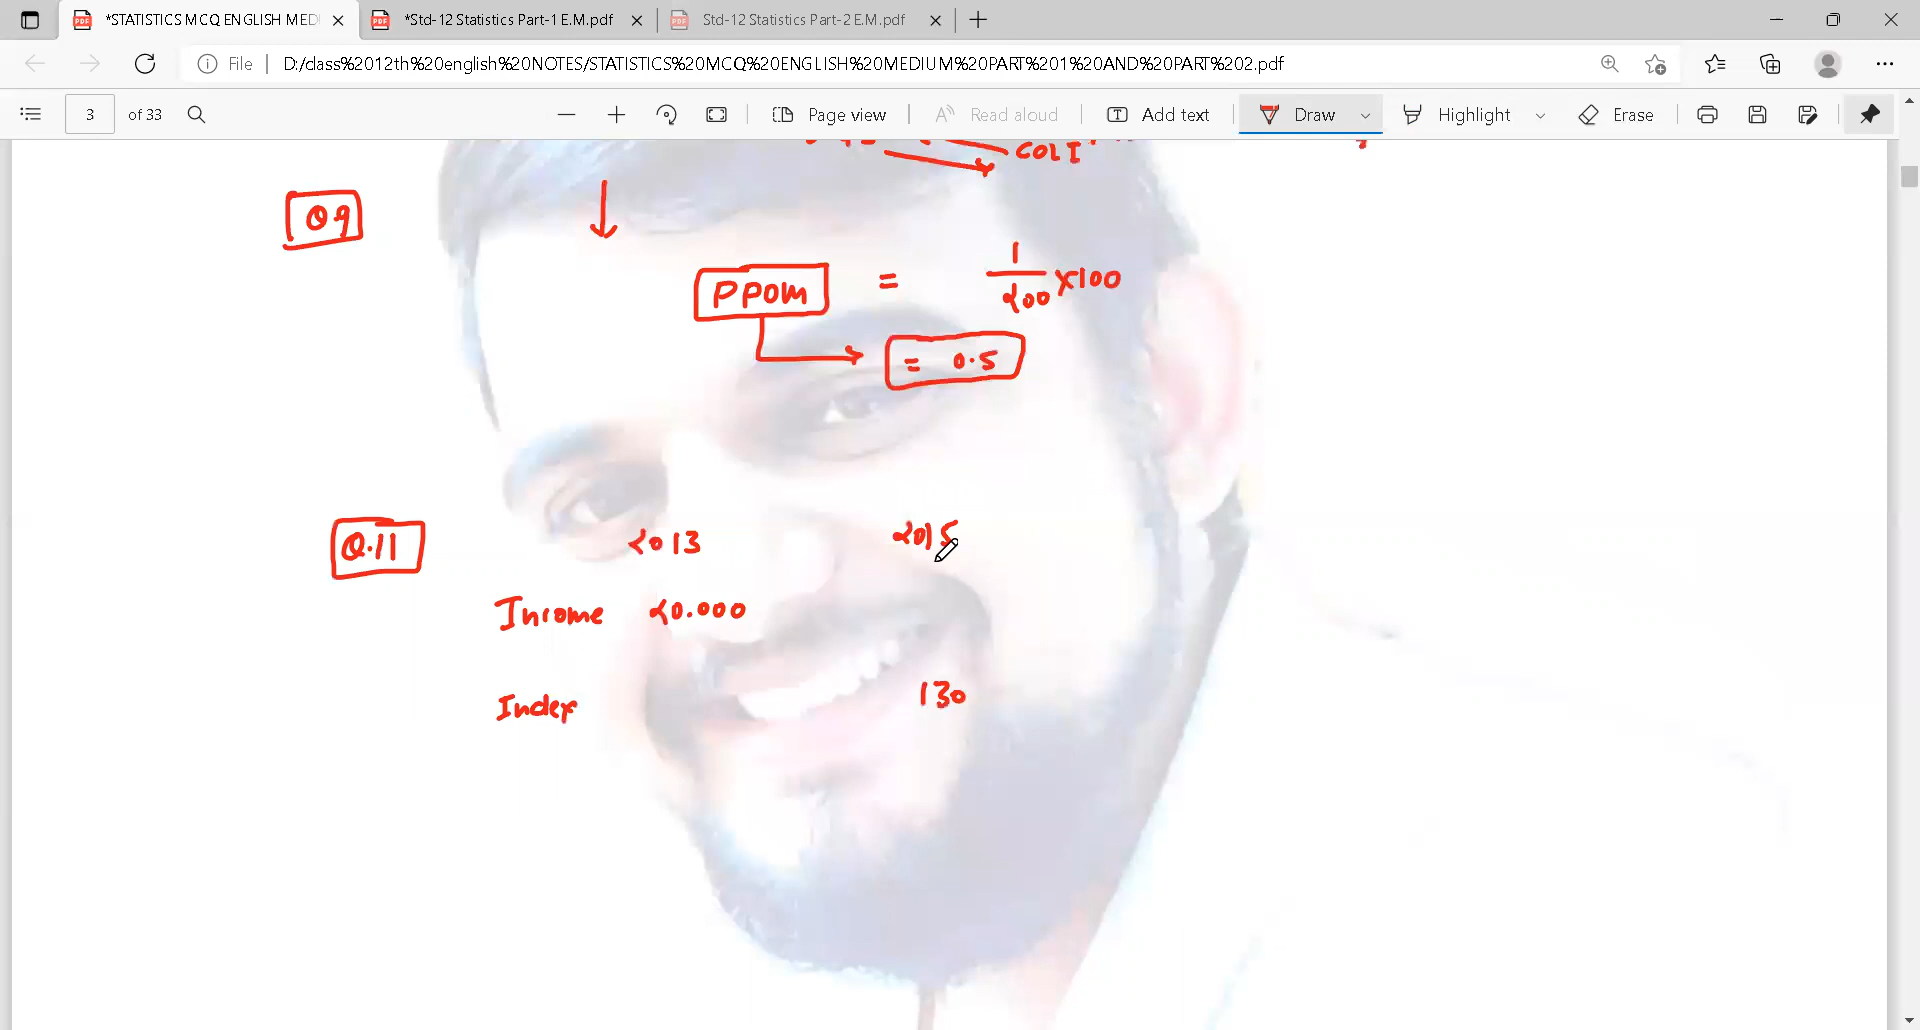 *STATISTICS MCQ ENGLISH MED
*Std-12 Statistics Part-1 E.M.pdf
Std-12 Statistics Part-2 E.M.pdf
File
D:/class%2012th%20english%20NOTES/STATISTICS%20MCQ%20ENGLISH%20MEDIUM%20PART%201%20AND%20PART%202.pdf
3 of 33
Page view
Read aloud
Add text
Draw
Highlight
Erase
COLI
Q9
PPOM = 1/200 ×100
= 0.5
Q.11 2013 2015
Income 20.000
Index 130